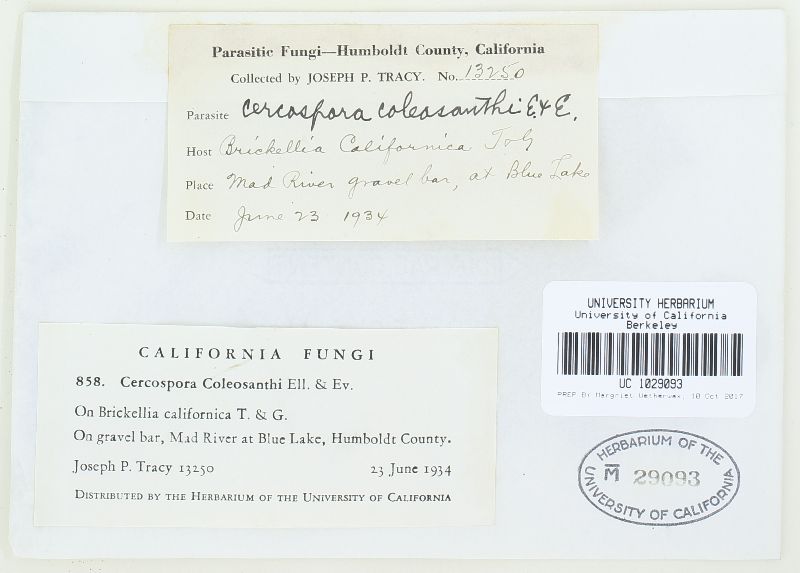 Parasitic Fungi—Humboldt County, California
Collected by JOSEPH P. TRACY. No. 13250
Parasite Cercospora coleosanthi E. & E.
Host Brickellia Californica T & G
Place Mad River gravel bar, at Blue Lake
Date June 23 1934
CALIFORNIA FUNGI
858. Cercospora Coleosanthi Ell. & Ev.
On Brickellia californica T. & G.
On gravel bar, Mad River at Blue Lake, Humboldt County.
Joseph P. Tracy 13250 23 June 1934
DISTRIBUTED BY THE HERBARIUM OF THE UNIVERSITY OF CALIFORNIA
UNIVERSITY HERBARIUM
University of California
Berkeley
UC 1029093
PREP By Margriet Wetherwax, 10 Oct 2017
HERBARIUM OF THE
M 29093
UNIVERSITY OF CALIFORNIA